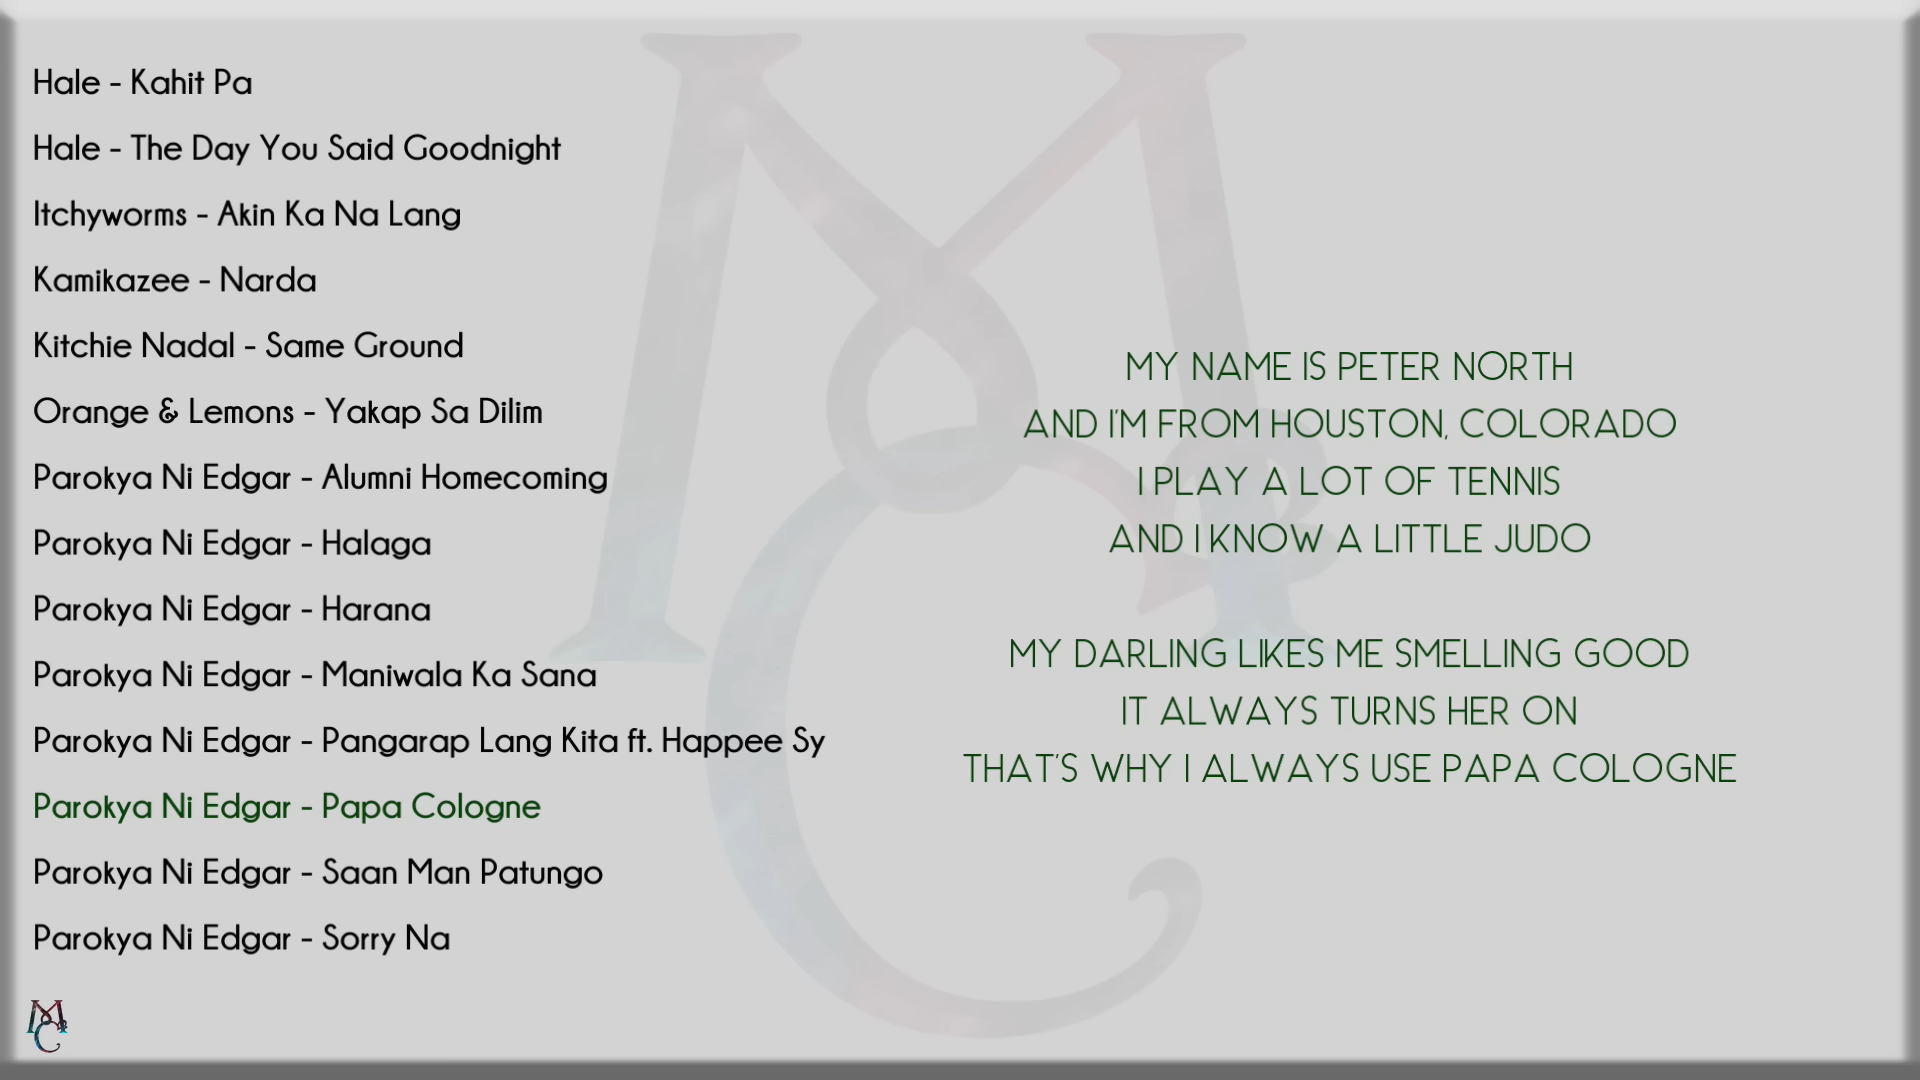 Hale - Kahit Pa
Hale - The Day You Said Goodnight
Itchyworms - Akin Ka Na Lang
Kamikazee - Narda
Kitchie Nadal - Same Ground
Orange & Lemons - Yakap Sa Dilim
Parokya Ni Edgar - Alumni Homecoming
Parokya Ni Edgar - Halaga
Parokya Ni Edgar - Harana
Parokya Ni Edgar - Maniwala Ka Sana
Parokya Ni Edgar - Pangarap Lang Kita ft. Happee Sy
Parokya Ni Edgar - Papa Cologne
Parokya Ni Edgar - Saan Man Patungo
Parokya Ni Edgar - Sorry Na
MY NAME IS PETER NORTH
AND I'M FROM HOUSTON, COLORADO
I PLAY A LOT OF TENNIS
AND I KNOW A LITTLE JUDO
MY DARLING LIKES ME SMELLING GOOD
IT ALWAYS TURNS HER ON
THAT'S WHY I ALWAYS USE PAPA COLOGNE
MC